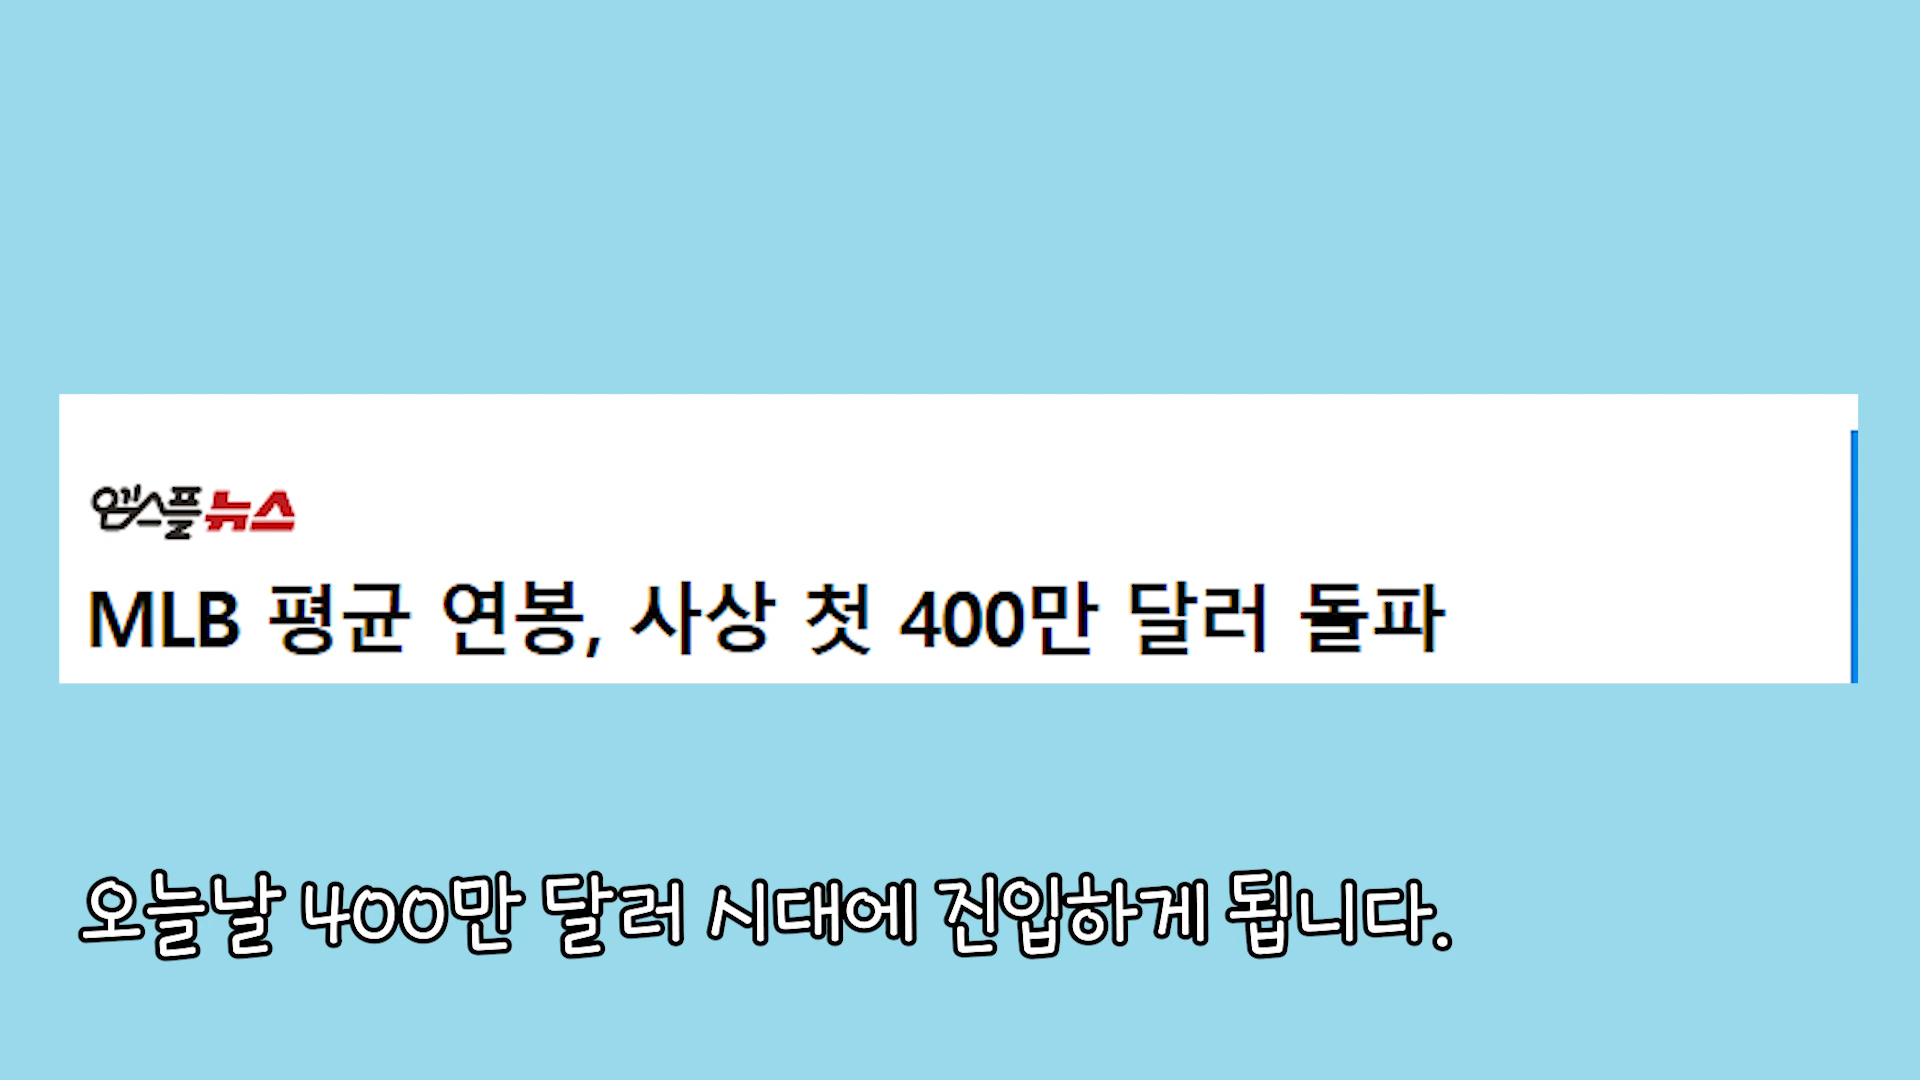 엠스플뉴스
MLB 평균 연봉, 사상 첫 400만 달러 돌파
오늘날 400만 달러 시대에 진입하게 됩니다.